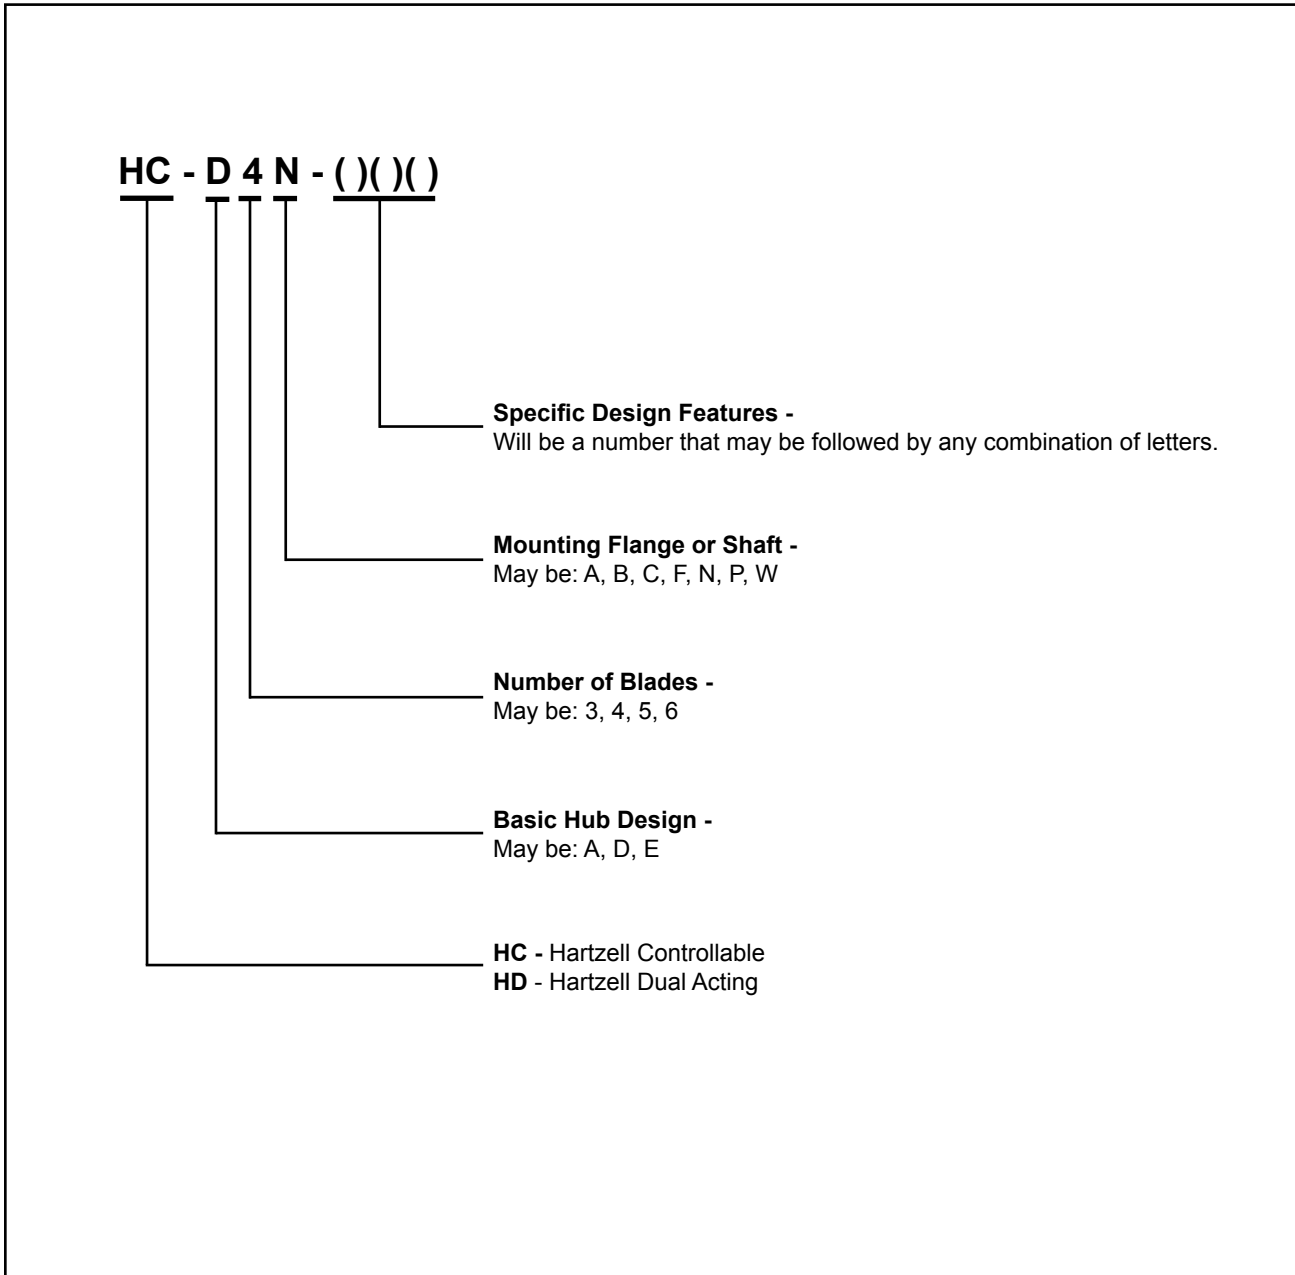 HC - D 4 N - ( )( )( )
Specific Design Features -
Will be a number that may be followed by any combination of letters.
Mounting Flange or Shaft -
May be: A, B, C, F, N, P, W
Number of Blades -
May be: 3, 4, 5, 6
Basic Hub Design -
May be: A, D, E
HC - Hartzell Controllable
HD - Hartzell Dual Acting